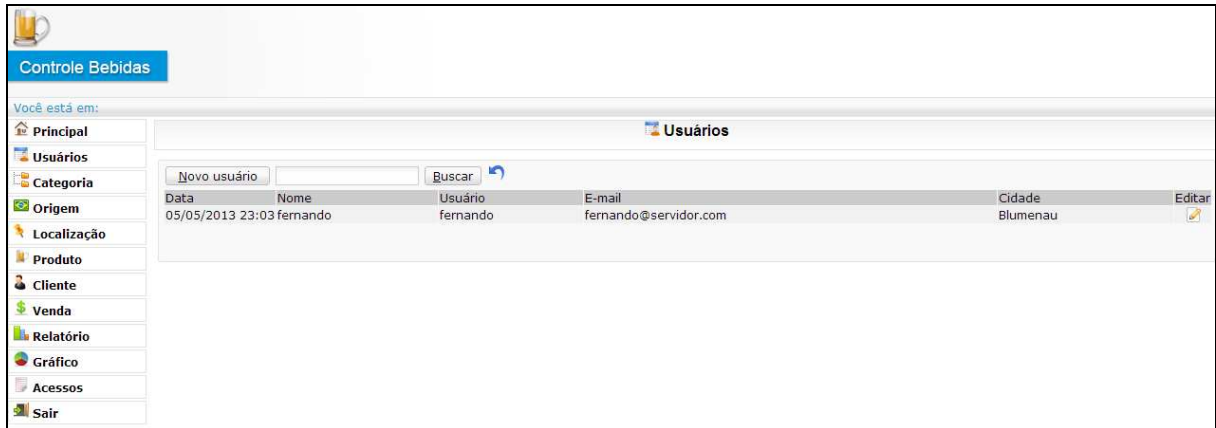 Controle Bebidas
Você está em:
Principal
Usuários
Categoria
Origem
Localização
Produto
Cliente
Venda
Relatório
Gráfico
Acessos
Sair
Usuários
Novo usuário Buscar
Data Nome Usuário E-mail Cidade Editar
05/05/2013 23:03 fernando fernando fernando@servidor.com Blumenau